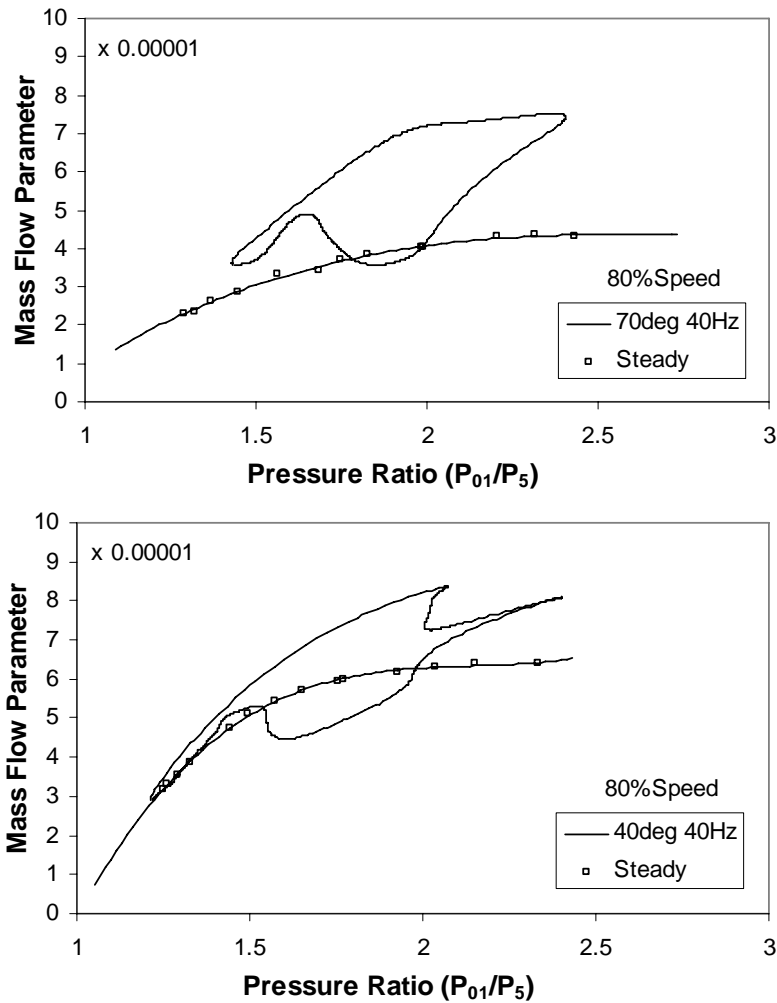 10
9
8
7
6
5
4
3
2
1
0
x 0.00001
Mass Flow Parameter
80%Speed
70deg 40Hz
Steady
1
1.5
2
2.5
3
Pressure Ratio (P₀₁/P₅)
10
9
8
7
6
5
4
3
2
1
0
x 0.00001
Mass Flow Parameter
80%Speed
40deg 40Hz
Steady
1
1.5
2
2.5
3
Pressure Ratio (P₀₁/P₅)